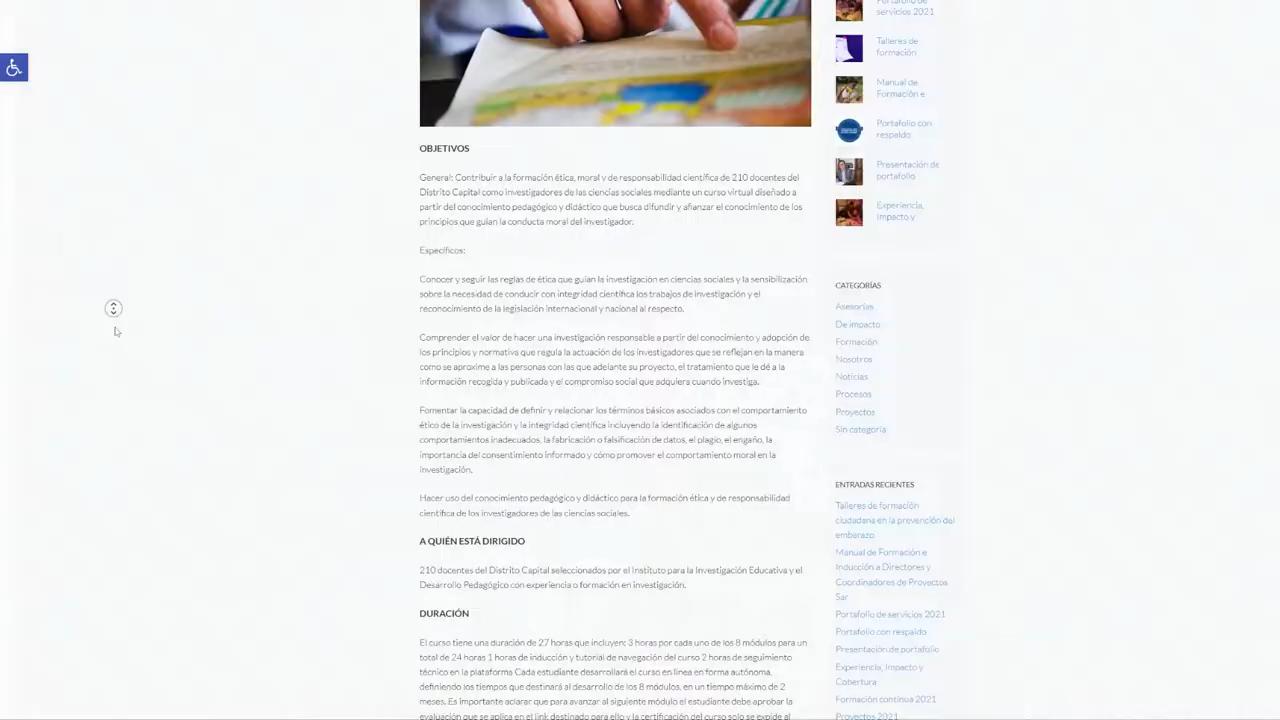 OBJETIVOS
General: Contribuir a la formación ética, moral y de responsabilidad científica de 210 docentes del
Distrito Capital como investigadores de las ciencias sociales mediante un curso virtual diseñado a
partir del conocimiento pedagógico y didáctico que busca difundir y afianzar el conocimiento de los
principios que guían la conducta moral del investigador.
Específicos:
Conocer y seguir las reglas de ética que guían la investigación en ciencias sociales y la sensibilización
sobre la necesidad de conducir con integridad científica los trabajos de investigación y el
reconocimiento de la legislación internacional y nacional al respecto.
Comprender el valor de hacer una investigación responsable a partir del conocimiento y adopción de
los principios y normativa que regula la actuación de los investigadores que se reflejan en la manera
como se aproxime a las personas con las que adelante su proyecto, el tratamiento que le dé a la
información recogida y publicada y el compromiso social que adquiera cuando investiga.
Fomentar la capacidad de definir y relacionar los términos básicos asociados con el comportamiento
ético de la investigación y la integridad científica incluyendo la identificación de algunos
comportamientos inadecuados, la fabricación o falsificación de datos, el plagio, el engaño, la
importancia del consentimiento informado y cómo promover el comportamiento moral en la
investigación.
Hacer uso del conocimiento pedagógico y didáctico para la formación ética y de responsabilidad
científica de los investigadores de las ciencias sociales.
A QUIÉN ESTÁ DIRIGIDO
210 docentes del Distrito Capital seleccionados por el Instituto para la Investigación Educativa y el
Desarrollo Pedagógico con experiencia o formación en investigación.
DURACIÓN
El curso tiene una duración de 27 horas que incluyen: 3 horas por cada uno de los 8 módulos para un
total de 24 horas 1 horas de inducción y tutorial de navegación del curso 2 horas de seguimiento
técnico en la plataforma Cada estudiante desarrollará el curso en línea en forma autónoma,
definiendo los tiempos que destinará al desarrollo de los 8 módulos, en un tiempo máximo de 2
meses. Es importante aclarar que para avanzar al siguiente módulo el estudiante debe aprobar la
evaluación que se aplica en el link destinado para ello y la certificación del curso solo se expide al
Portafolio de
servicios 2021
Talleres de
formación
Manual de
Formación e
Portafolio con
respaldo
Presentación de
portafolio
Experiencia,
Impacto y
CATEGORÍAS
Asesorías
De impacto
Formación
Nosotros
Noticias
Procesos
Proyectos
Sin categoría
ENTRADAS RECIENTES
Talleres de formación
ciudadana en la prevención del
embarazo
Manual de Formación e
Inducción a Directores y
Coordinadores de Proyectos
Sar
Portafolio de servicios 2021
Portafolio con respaldo
Presentación de portafolio
Experiencia, Impacto y
Cobertura
Formación continua 2021
Proyectos 2021